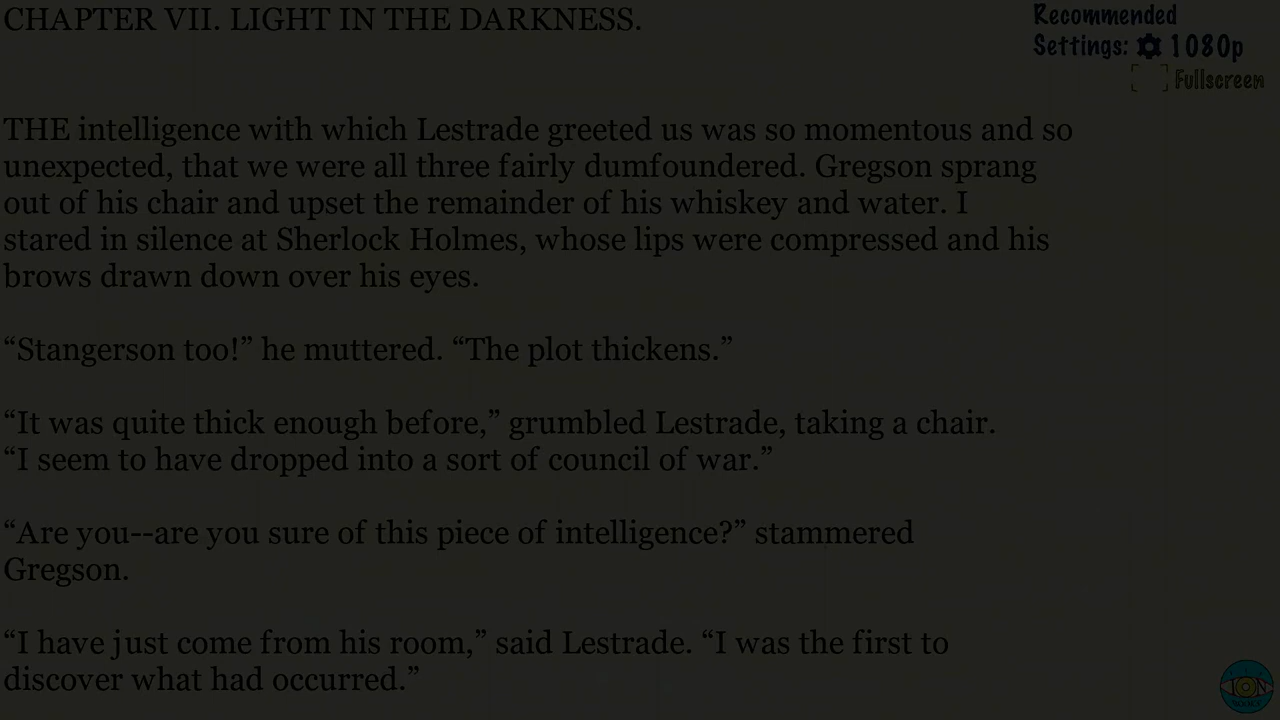 CHAPTER VII. LIGHT IN THE DARKNESS.
Recommended
Settings: 1080p
Fullscreen
THE intelligence with which Lestrade greeted us was so momentous and so
unexpected, that we were all three fairly dumfoundered. Gregson sprang
out of his chair and upset the remainder of his whiskey and water. I
stared in silence at Sherlock Holmes, whose lips were compressed and his
brows drawn down over his eyes.
“Stangerson too!” he muttered. “The plot thickens.”
“It was quite thick enough before,” grumbled Lestrade, taking a chair.
“I seem to have dropped into a sort of council of war.”
“Are you--are you sure of this piece of intelligence?” stammered
Gregson.
“I have just come from his room,” said Lestrade. “I was the first to
discover what had occurred.”